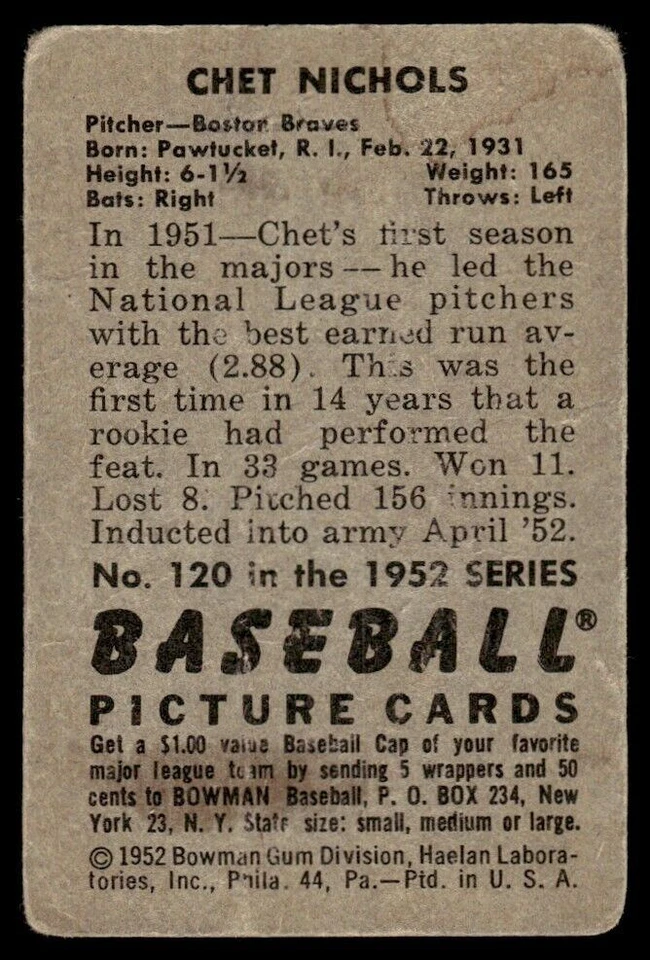 CHET NICHOLS
Pitcher—Boston Braves
Born: Pawtucket, R. I., Feb. 22, 1931
Height: 6-1½ Weight: 165
Bats: Right Throws: Left
In 1951—Chet's first season
in the majors — he led the
National League pitchers
with the best earned run av-
erage (2.88). This was the
first time in 14 years that a
rookie had performed the
feat. In 33 games. Won 11.
Lost 8. Pitched 156 innings.
Inducted into army April '52.
No. 120 in the 1952 SERIES
BASEBALL®
PICTURE CARDS
Get a $1.00 value Baseball Cap of your favorite
major league team by sending 5 wrappers and 50
cents to BOWMAN Baseball, P. O. BOX 234, New
York 23, N. Y. State size: small, medium or large.
© 1952 Bowman Gum Division, Haelan Labora-
tories, Inc., Phila. 44, Pa.—Ptd. in U. S. A.